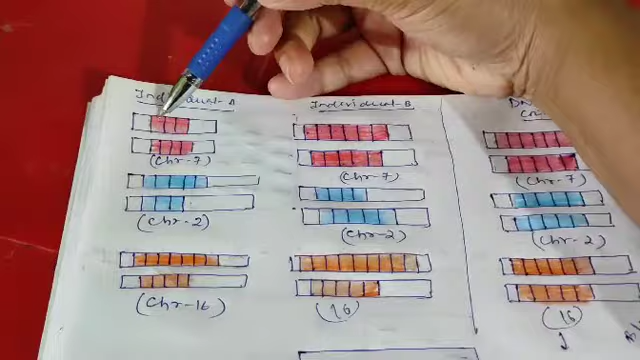 Individual-A
(Chr-7)
(Chr-2)
(Chr-16)
Individual-B
(Chr-7)
(Chr-2)
(16)
(Chr-7)
(Chr-2)
(16)